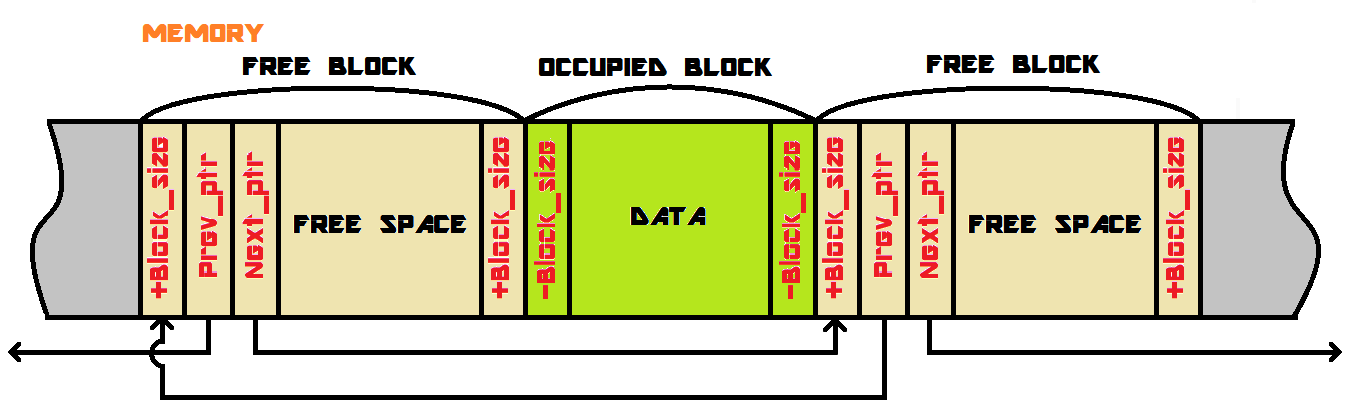 MEMORY
FREE BLOCK
OCCUPIED BLOCK
FREE BLOCK
+Block_size
Prev_ptr
Next_ptr
FREE SPACE
+Block_size
-Block_size
DATA
-Block_size
+Block_size
Prev_ptr
Next_ptr
FREE SPACE
+Block_size